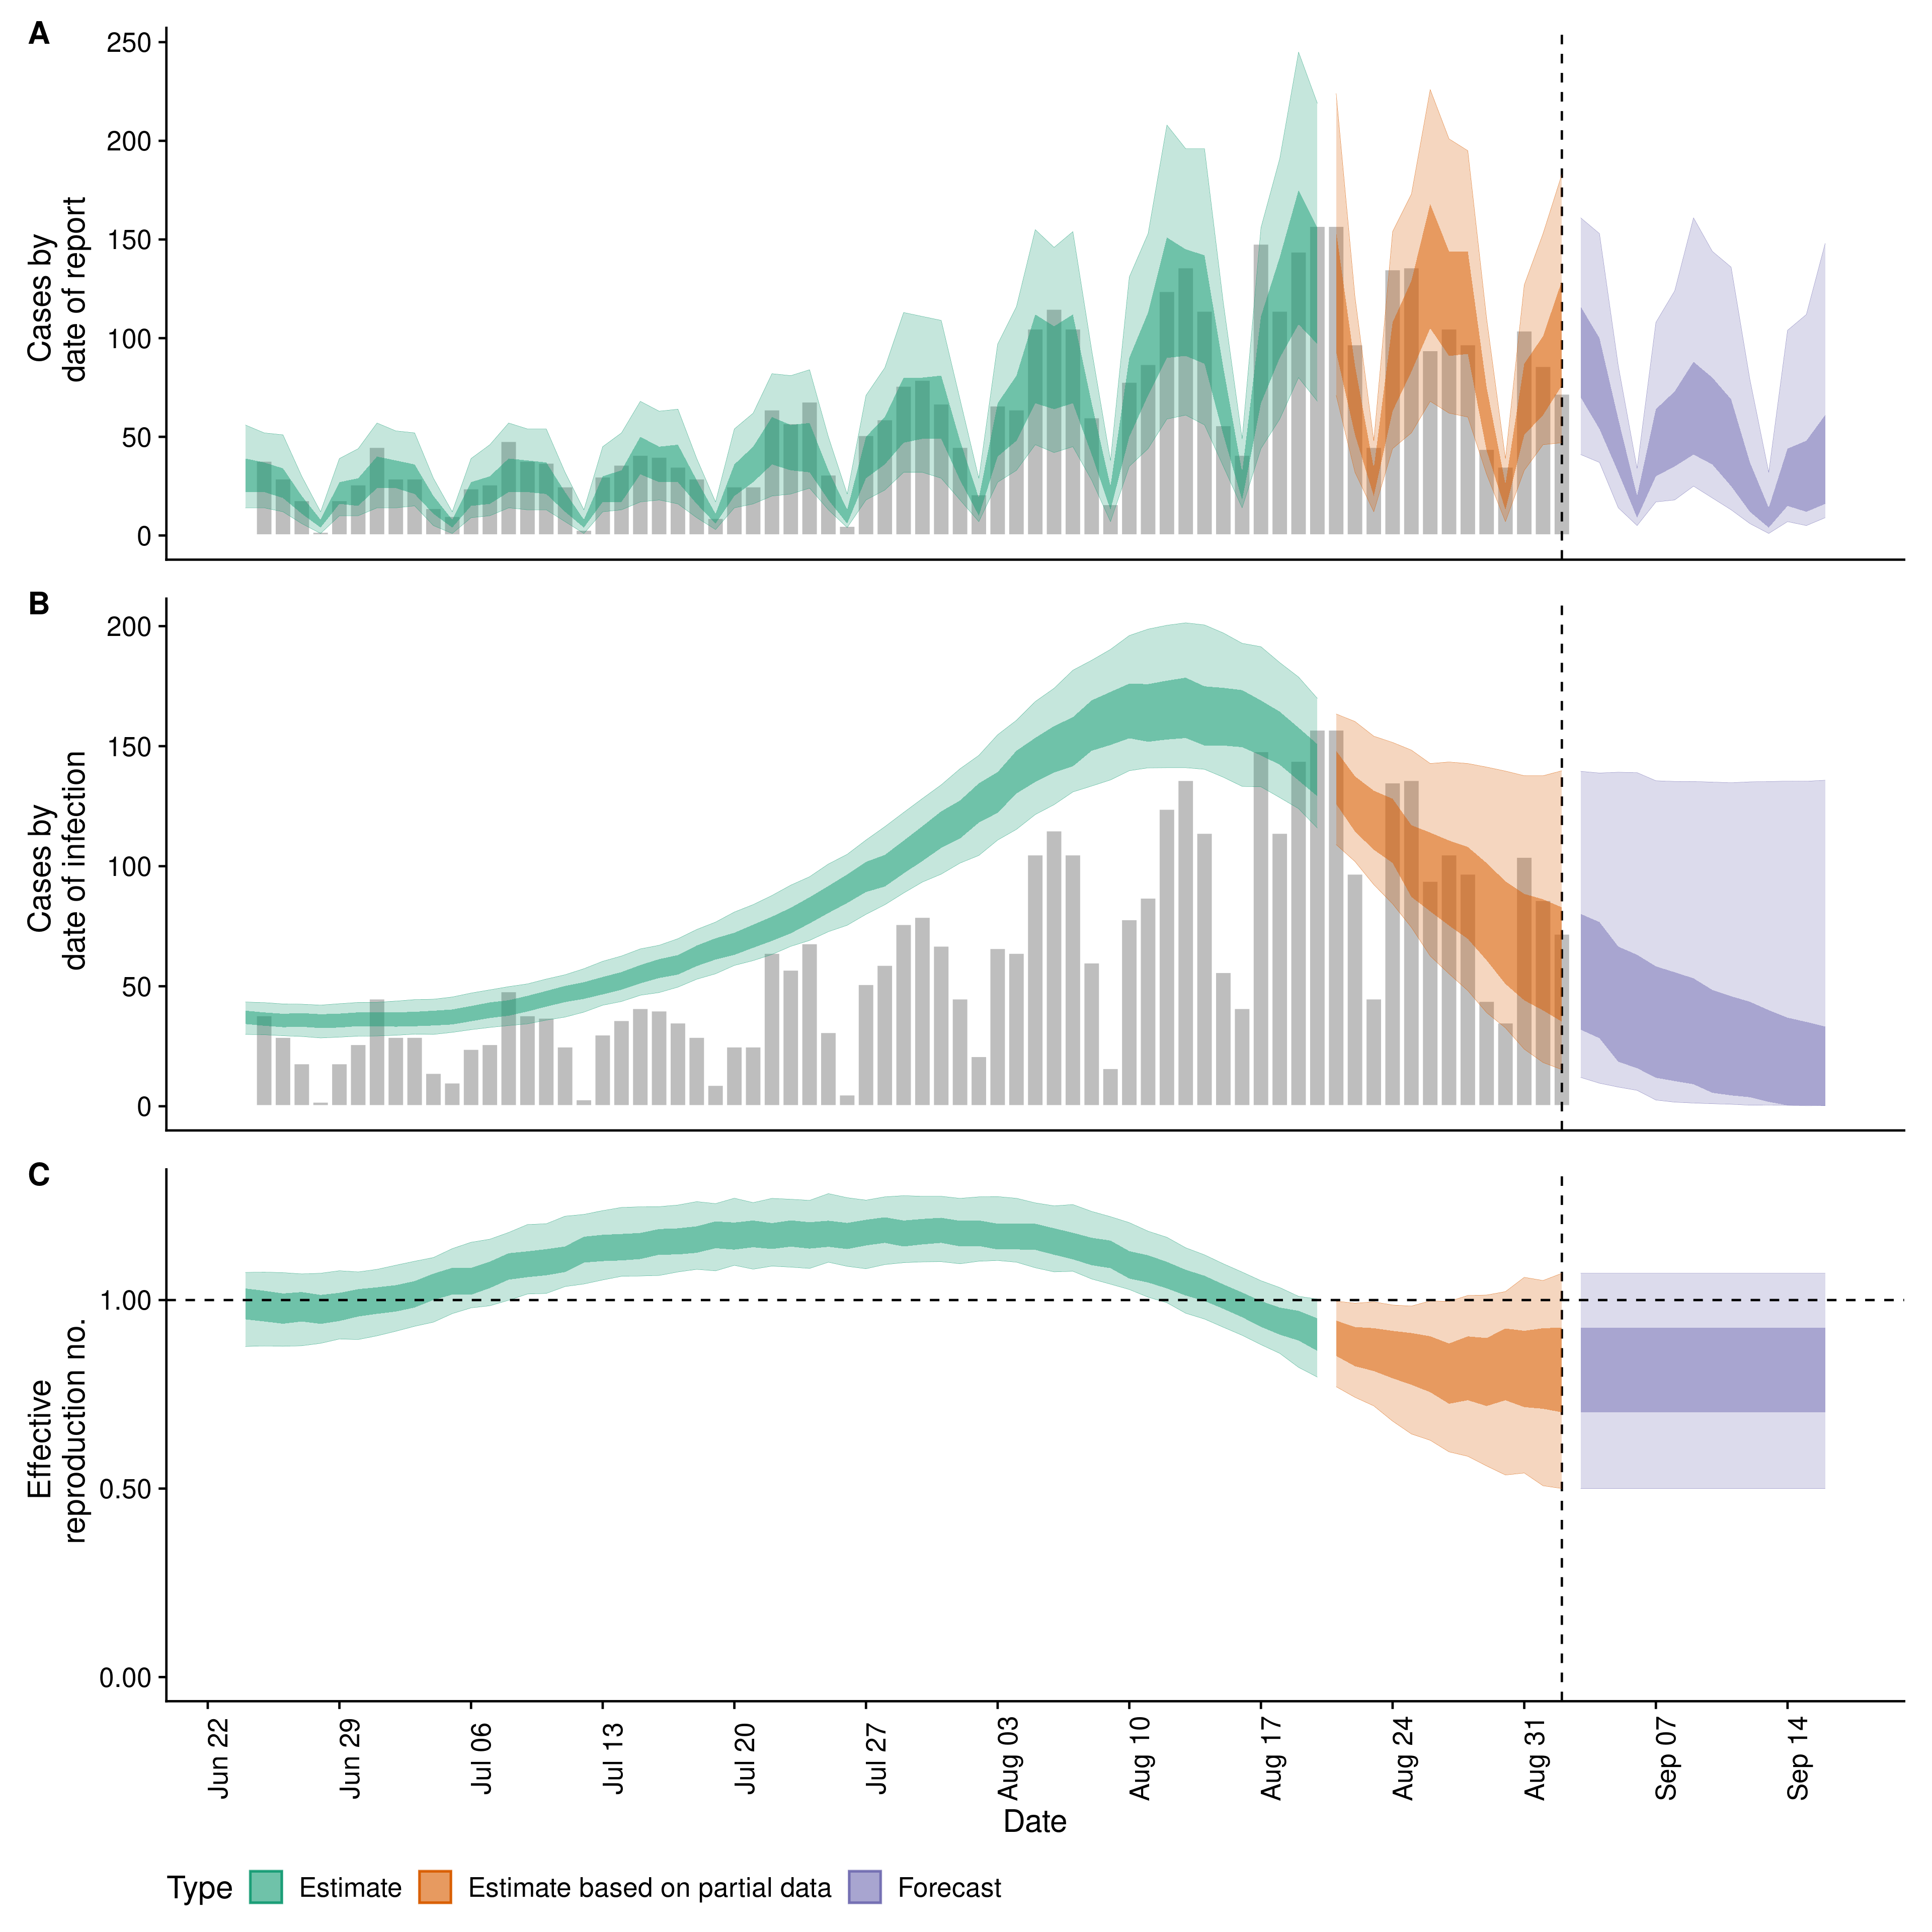 A
250
200
150
100
50
0
Cases by
date of report
B
200
150
100
50
0
Cases by
date of infection
C
1.00
0.50
0.00
Effective
reproduction no.
Jun 22
Jun 29
Jul 06
Jul 13
Jul 20
Jul 27
Aug 03
Aug 10
Aug 17
Aug 24
Aug 31
Sep 07
Sep 14
Date
Type Estimate Estimate based on partial data Forecast